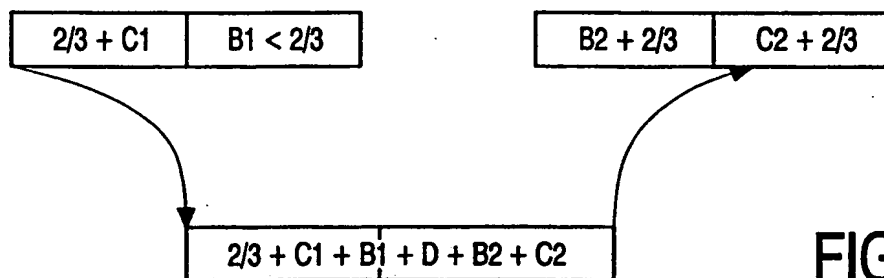 2/3 + C1 B1 < 2/3 B2 + 2/3 C2 + 2/3
2/3 + C1 + B1 + D + B2 + C2
FIG